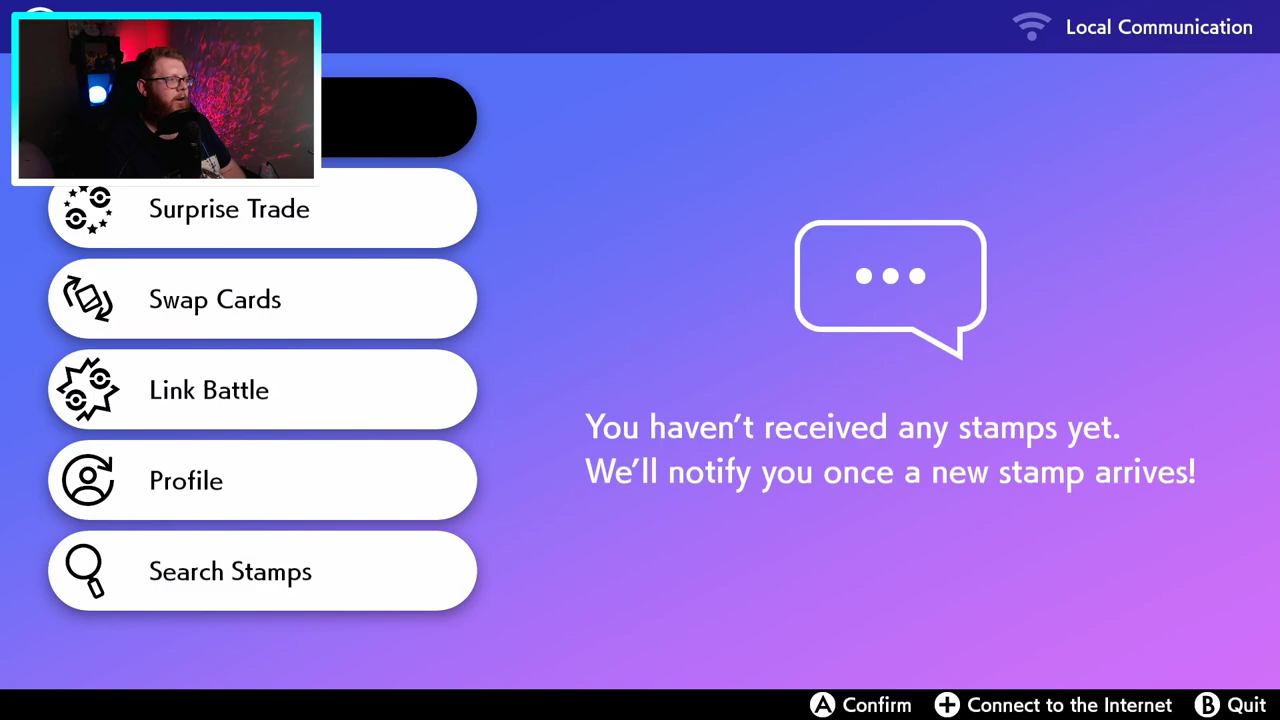 Local Communication
Surprise Trade
Swap Cards
Link Battle
Profile
Search Stamps
You haven't received any stamps yet.
We'll notify you once a new stamp arrives!
A Confirm + Connect to the Internet B Quit